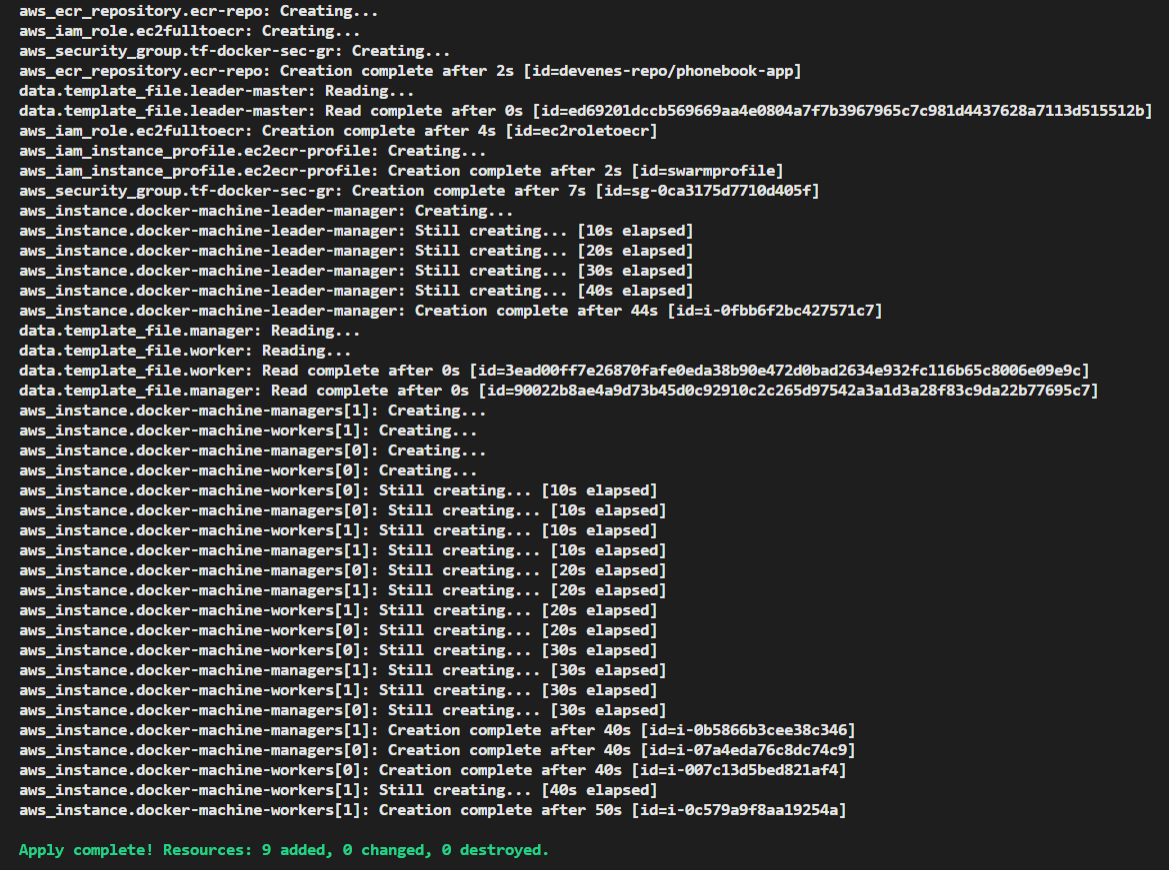 aws_ecr_repository.ecr-repo: Creating...
aws_iam_role.ec2fulltoecr: Creating...
aws_security_group.tf-docker-sec-gr: Creating...
aws_ecr_repository.ecr-repo: Creation complete after 2s [id=devenes-repo/phonebook-app]
data.template_file.leader-master: Reading...
data.template_file.leader-master: Read complete after 0s [id=ed69201dccb569669aa4e0804a7f7b3967965c7c981d4437628a7113d515512b]
aws_iam_role.ec2fulltoecr: Creation complete after 4s [id=ec2roletoecr]
aws_iam_instance_profile.ec2ecr-profile: Creating...
aws_iam_instance_profile.ec2ecr-profile: Creation complete after 2s [id=swarmprofile]
aws_security_group.tf-docker-sec-gr: Creation complete after 7s [id=sg-0ca3175d7710d405f]
aws_instance.docker-machine-leader-manager: Creating...
aws_instance.docker-machine-leader-manager: Still creating... [10s elapsed]
aws_instance.docker-machine-leader-manager: Still creating... [20s elapsed]
aws_instance.docker-machine-leader-manager: Still creating... [30s elapsed]
aws_instance.docker-machine-leader-manager: Still creating... [40s elapsed]
aws_instance.docker-machine-leader-manager: Creation complete after 44s [id=i-0fbb6f2bc427571c7]
data.template_file.manager: Reading...
data.template_file.worker: Reading...
data.template_file.worker: Read complete after 0s [id=3ead00ff7e26870fafe0eda38b90e472d0bad2634e932fc116b65c8006e09e9c]
data.template_file.manager: Read complete after 0s [id=90022b8ae4a9d73b45d0c92910c2c265d97542a3a1d3a28f83c9da22b77695c7]
aws_instance.docker-machine-managers[1]: Creating...
aws_instance.docker-machine-workers[1]: Creating...
aws_instance.docker-machine-managers[0]: Creating...
aws_instance.docker-machine-workers[0]: Creating...
aws_instance.docker-machine-workers[0]: Still creating... [10s elapsed]
aws_instance.docker-machine-managers[0]: Still creating... [10s elapsed]
aws_instance.docker-machine-workers[1]: Still creating... [10s elapsed]
aws_instance.docker-machine-managers[1]: Still creating... [10s elapsed]
aws_instance.docker-machine-managers[0]: Still creating... [20s elapsed]
aws_instance.docker-machine-managers[1]: Still creating... [20s elapsed]
aws_instance.docker-machine-workers[1]: Still creating... [20s elapsed]
aws_instance.docker-machine-workers[0]: Still creating... [20s elapsed]
aws_instance.docker-machine-workers[0]: Still creating... [30s elapsed]
aws_instance.docker-machine-managers[1]: Still creating... [30s elapsed]
aws_instance.docker-machine-workers[1]: Still creating... [30s elapsed]
aws_instance.docker-machine-managers[0]: Still creating... [30s elapsed]
aws_instance.docker-machine-managers[1]: Creation complete after 40s [id=i-0b5866b3cee38c346]
aws_instance.docker-machine-managers[0]: Creation complete after 40s [id=i-07a4eda76c8dc74c9]
aws_instance.docker-machine-workers[0]: Creation complete after 40s [id=i-007c13d5bed821af4]
aws_instance.docker-machine-workers[1]: Still creating... [40s elapsed]
aws_instance.docker-machine-workers[1]: Creation complete after 50s [id=i-0c579a9f8aa19254a]
Apply complete! Resources: 9 added, 0 changed, 0 destroyed.